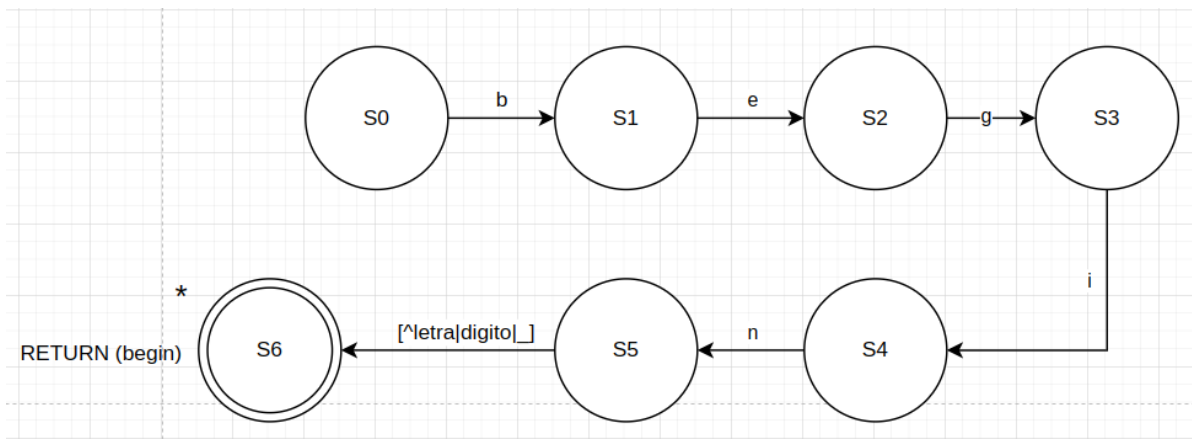 S0
b
S1
e
S2
g
S3
i
S4
n
S5
[^letra|digito|_]
S6
*
RETURN (begin)